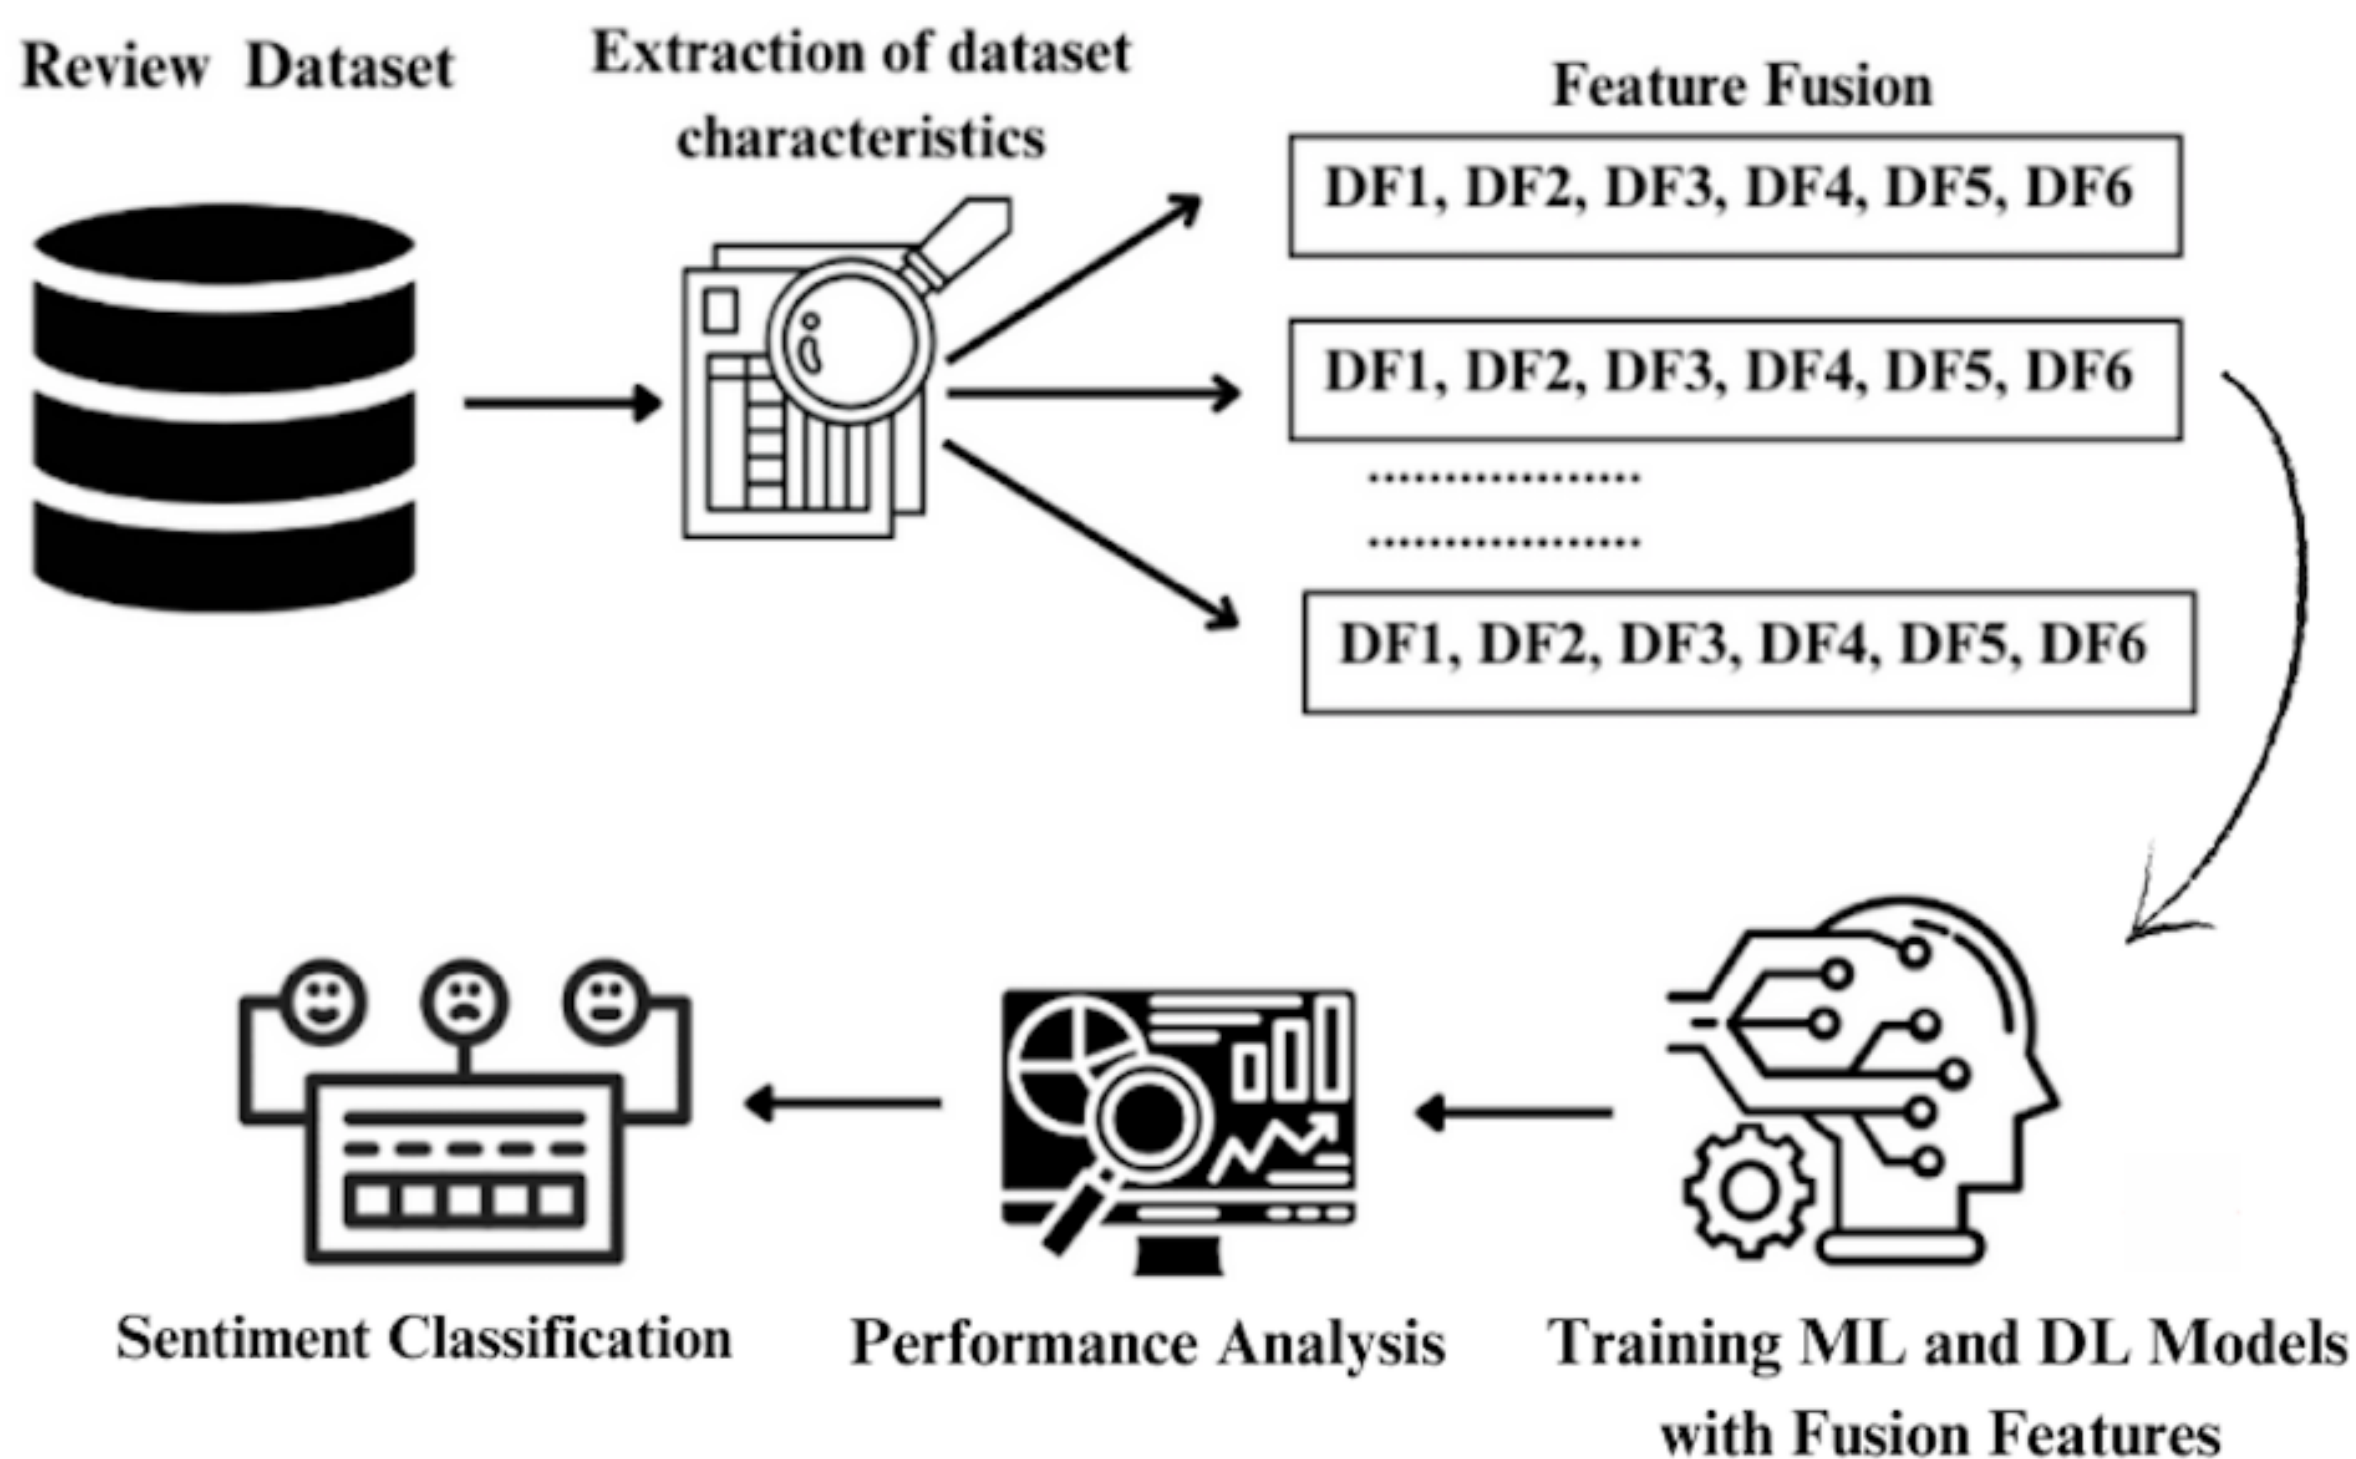 Review Dataset
Extraction of dataset
characteristics
Feature Fusion
DF1, DF2, DF3, DF4, DF5, DF6
DF1, DF2, DF3, DF4, DF5, DF6
..................
..................
DF1, DF2, DF3, DF4, DF5, DF6
Sentiment Classification
Performance Analysis
Training ML and DL Models
with Fusion Features